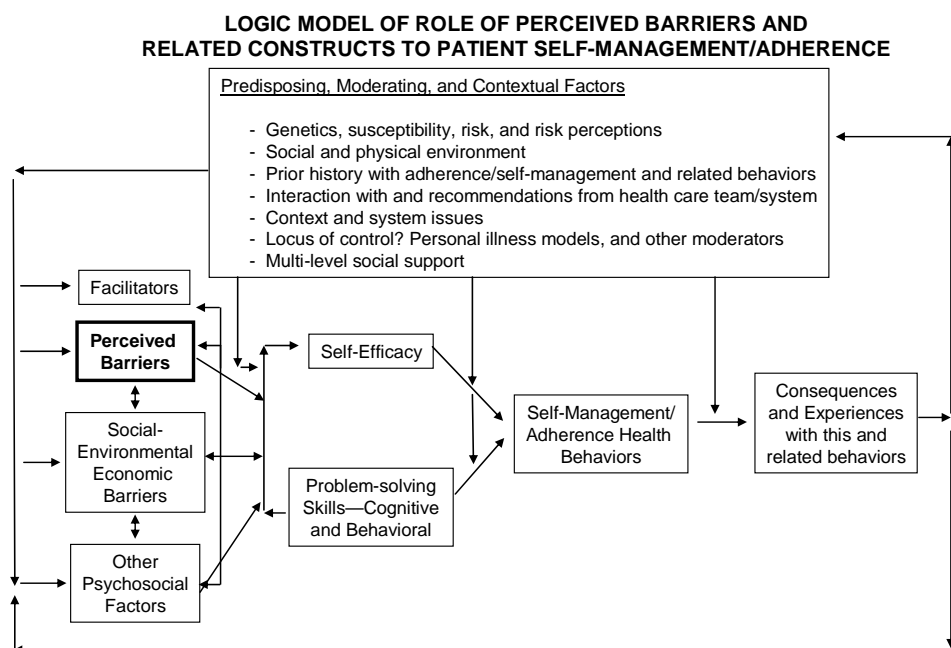 LOGIC MODEL OF ROLE OF PERCEIVED BARRIERS AND
RELATED CONSTRUCTS TO PATIENT SELF-MANAGEMENT/ADHERENCE
Predisposing, Moderating, and Contextual Factors
- Genetics, susceptibility, risk, and risk perceptions
- Social and physical environment
- Prior history with adherence/self-management and related behaviors
- Interaction with and recommendations from health care team/system
- Context and system issues
- Locus of control? Personal illness models, and other moderators
- Multi-level social support
Facilitators
Perceived
Barriers
Social-
Environmental
Economic
Barriers
Other
Psychosocial
Factors
Self-Efficacy
Problem-solving
Skills—Cognitive
and Behavioral
Self-Management/
Adherence Health
Behaviors
Consequences
and Experiences
with this and
related behaviors